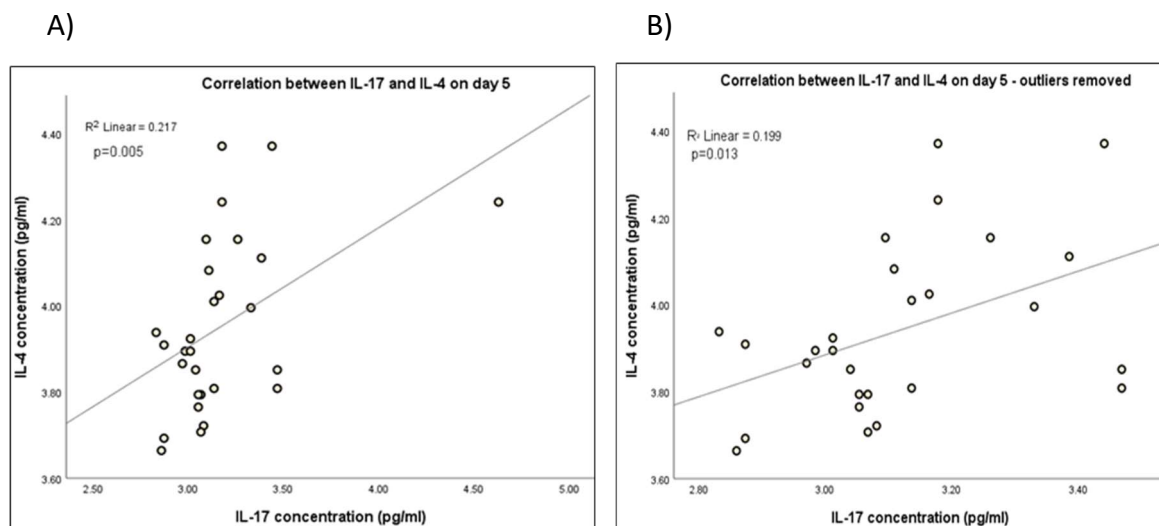 A)
Correlation between IL-17 and IL-4 on day 5
R2 Linear = 0.217
p=0.005
IL-4 concentration (pg/ml)
4.40
4.20
4.00
3.80
3.60
2.50 3.00 3.50 4.00 4.50 5.00
IL-17 concentration (pg/ml)
B)
Correlation between IL-17 and IL-4 on day 5 - outliers removed
R² Linear = 0.199
p=0.013
IL-4 concentration (pg/ml)
4.40
4.20
4.00
3.80
3.60
2.80 3.00 3.20 3.40
IL-17 concentration (pg/ml)